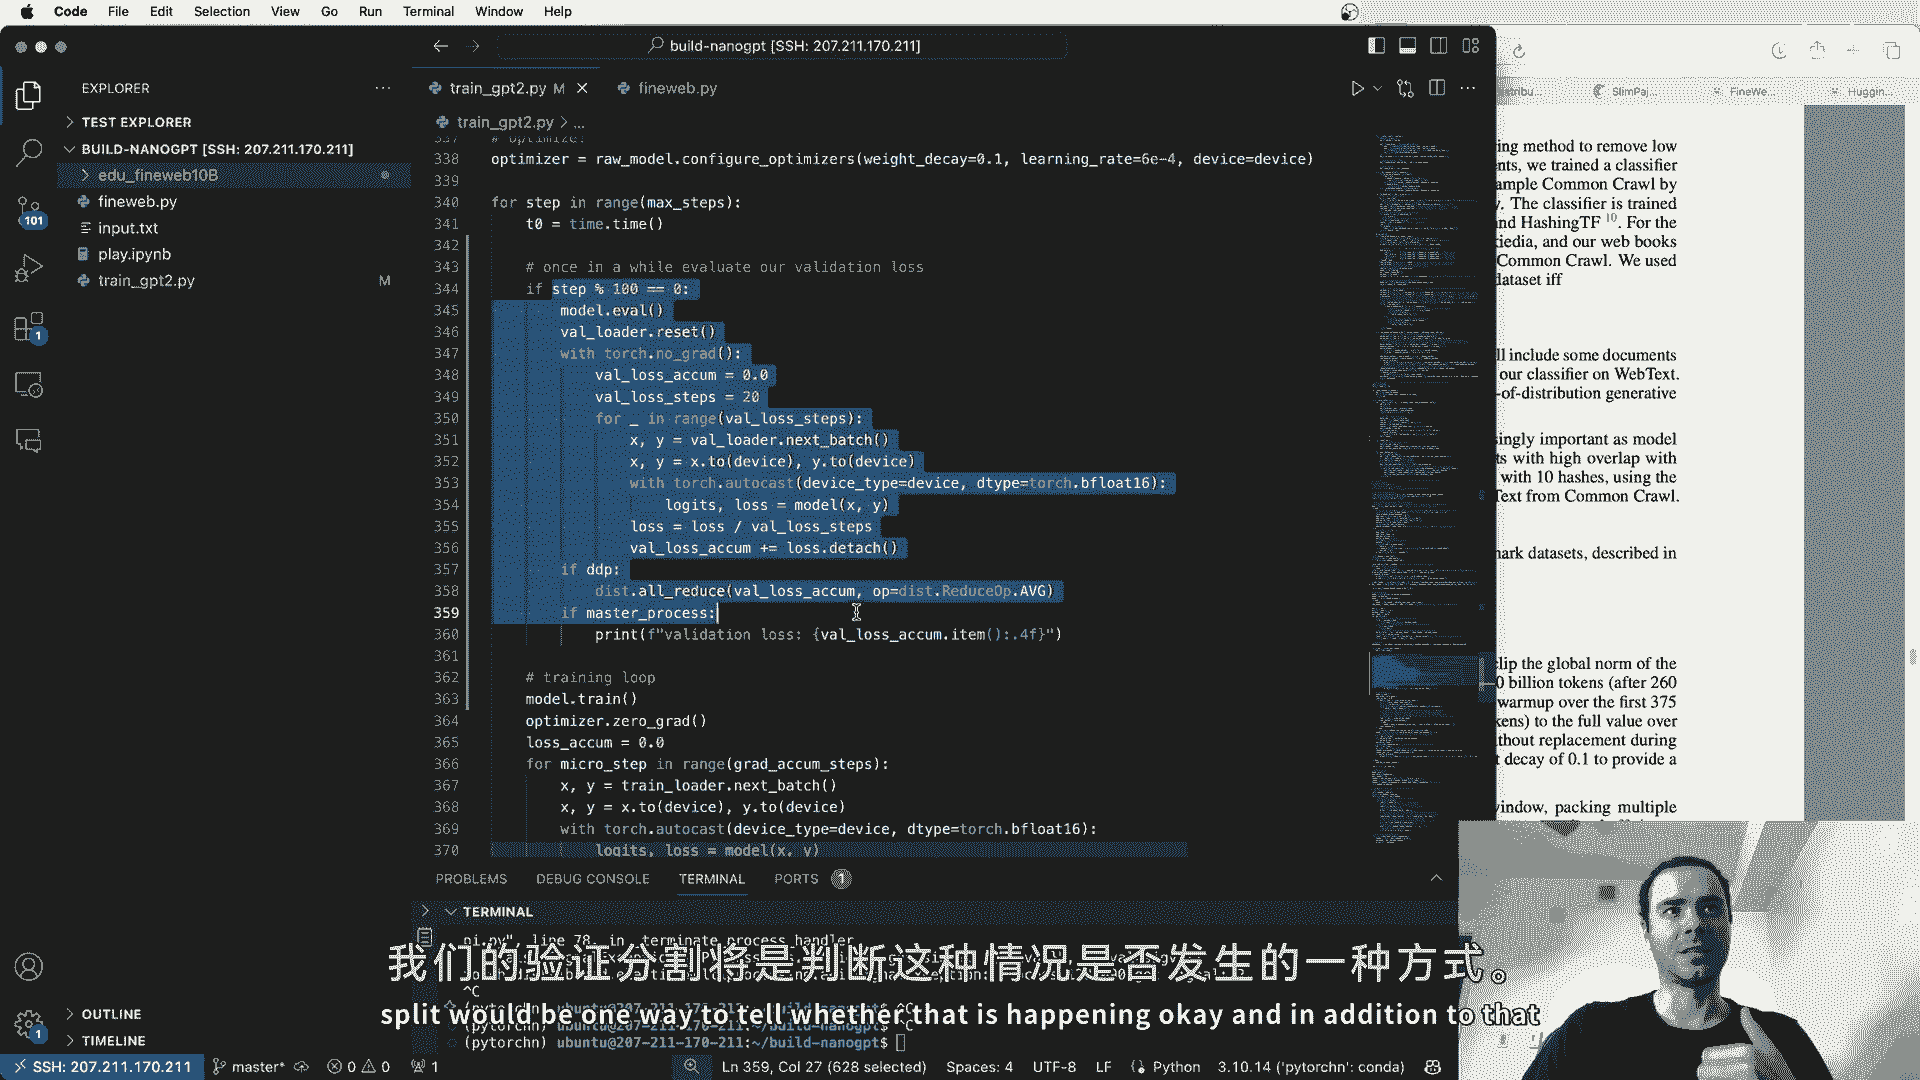 Code File Edit Selection View Go Run Terminal Window Help
build-nanogpt [SSH: 207.211.170.211]
EXPLORER
train_gpt2.py M
fineweb.py
TEST EXPLORER
BUILD-NANOGPT [SSH: 207.211.170.211]
edu_fineweb10B
fineweb.py
input.txt
play.ipynb
train_gpt2.py M
101
1
1
train_gpt2.py > ...
337 # optimize!
338 optimizer = raw_model.configure_optimizers(weight_decay=0.1, learning_rate=6e-4, device=device)
339
340 for step in range(max_steps):
341 t0 = time.time()
342
343 # once in a while evaluate our validation loss
344 if step % 100 == 0:
345 model.eval()
346 val_loader.reset()
347 with torch.no_grad():
348 val_loss_accum = 0.0
349 val_loss_steps = 20
350 for _ in range(val_loss_steps):
351 x, y = val_loader.next_batch()
352 x, y = x.to(device), y.to(device)
353 with torch.autocast(device_type=device, dtype=torch.bfloat16):
354 logits, loss = model(x, y)
355 loss = loss / val_loss_steps
356 val_loss_accum += loss.detach()
357 if ddp:
358 dist.all_reduce(val_loss_accum, op=dist.ReduceOp.AVG)
359 if master_process:
360 print(f"validation loss: {val_loss_accum.item():.4f}")
361
362 # training loop
363 model.train()
364 optimizer.zero_grad()
365 loss_accum = 0.0
366 for micro_step in range(grad_accum_steps):
367 x, y = train_loader.next_batch()
368 x, y = x.to(device), y.to(device)
369 with torch.autocast(device_type=device, dtype=torch.bfloat16):
370 logits, loss = model(x, y)
PROBLEMS DEBUG CONSOLE TERMINAL PORTS 1
TERMINAL
line 78, in terminate_process_handler
^C
(pytorchn) ubuntu@207-211-170-211:~/build-nanogpt$ ^C
(pytorchn) ubuntu@207-211-170-211:~/build-nanogpt$ ^C
(pytorchn) ubuntu@207-211-170-211:~/build-nanogpt$
我们的验证分割将是判断这种情况是否发生的一种方式。
split would be one way to tell whether that is happening okay and in addition to that
OUTLINE
TIMELINE
SSH: 207.211.170.211 master* 0 0 1 Ln 359, Col 27 (628 selected) Spaces: 4 UTF-8 LF Python 3.10.14 ('pytorchn': conda)
SlimPaj... FineWe... Huggin...
ing method to remove low
nts, we trained a classifier
ample Common Crawl by
. The classifier is trained
nd HashingTF 10. For the
iedia, and our web books
Common Crawl. We used
dataset iff
ll include some documents
our classifier on WebText.
-of-distribution generative
ingly important as model
ts with high overlap with
with 10 hashes, using the
Text from Common Crawl.
mark datasets, described in
lip the global norm of the
0 billion tokens (after 260
warmup over the first 375
kens) to the full value over
thout replacement during
t decay of 0.1 to provide a
window, packing multiple